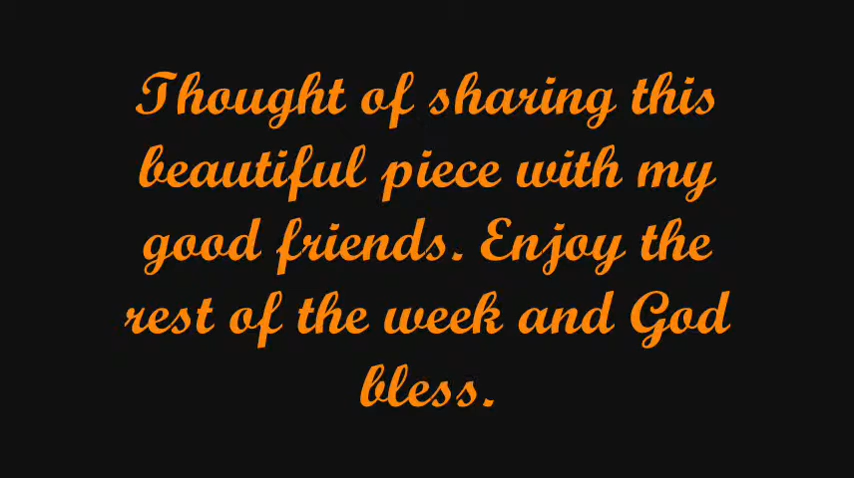 Thought of sharing this
beautiful piece with my
good friends. Enjoy the
rest of the week and God
bless.